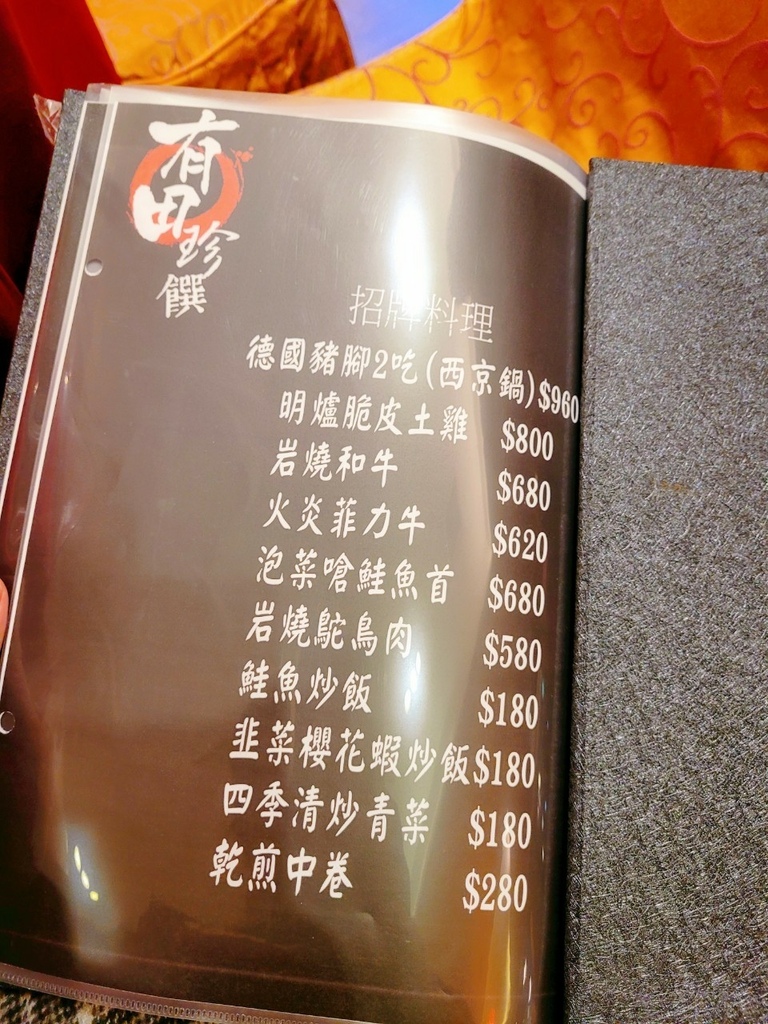 有田珍饌
招牌料理
德國豬腳2吃(西京鍋)$960
明爐脆皮土雞 $800
岩燒和牛 $680
火炎菲力牛 $620
泡菜嗆鮭魚首 $680
岩燒鴕鳥肉 $580
鮭魚炒飯 $180
韭菜櫻花蝦炒飯$180
四季清炒青菜 $180
乾煎中卷 $280